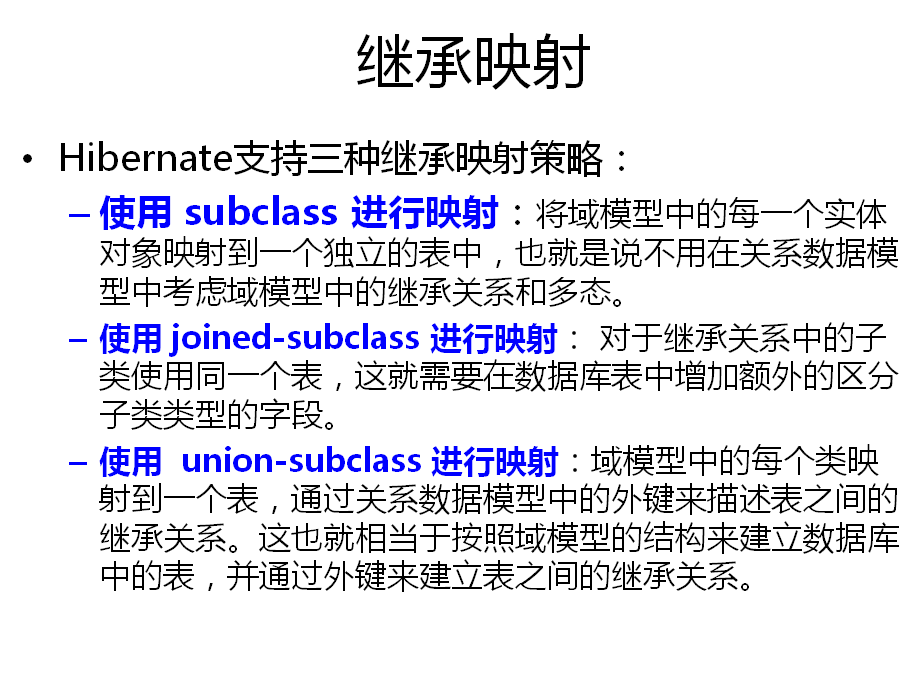 继承映射
• Hibernate支持三种继承映射策略：
– 使用 subclass 进行映射：将域模型中的每一个实体
对象映射到一个独立的表中，也就是说不用在关系数据模
型中考虑域模型中的继承关系和多态。
– 使用 joined-subclass 进行映射： 对于继承关系中的子
类使用同一个表，这就需要在数据库表中增加额外的区分
子类类型的字段。
– 使用 union-subclass 进行映射：域模型中的每个类映
射到一个表，通过关系数据模型中的外键来描述表之间的
继承关系。这也就相当于按照域模型的结构来建立数据库
中的表，并通过外键来建立表之间的继承关系。